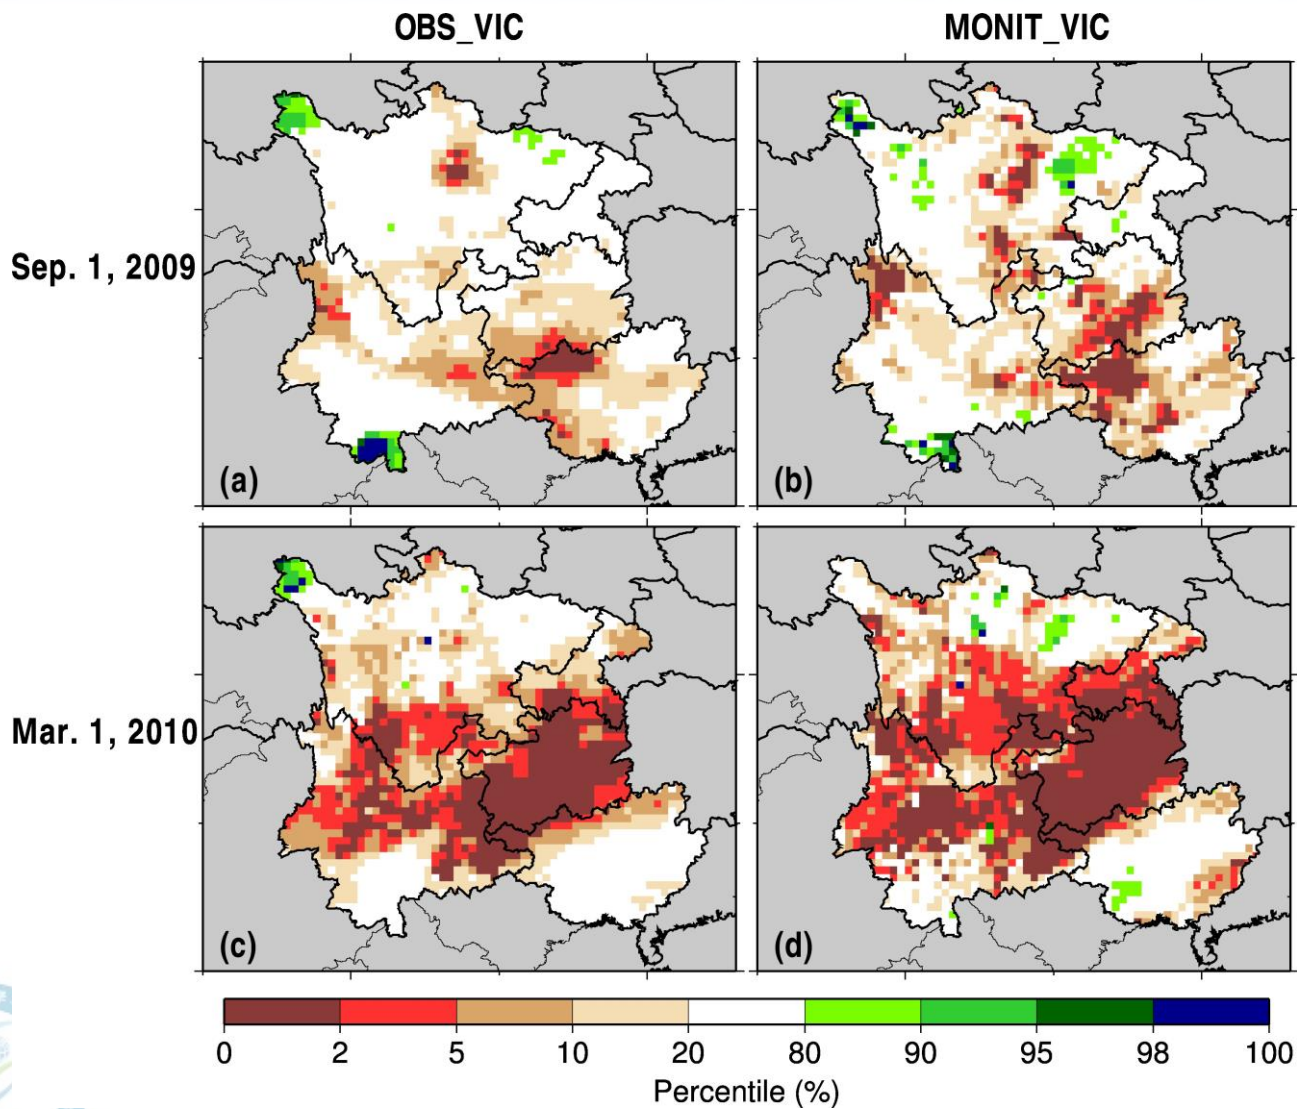 OBS_VIC MONIT_VIC
Sep. 1, 2009
(a) (b)
Mar. 1, 2010
(c) (d)
0 2 5 10 20 80 90 95 98 100
Percentile (%)